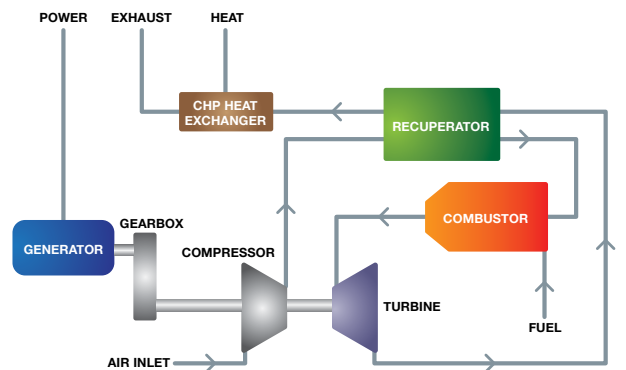 POWER
EXHAUST
HEAT
CHP HEAT
EXCHANGER
RECUPERATOR
COMBUSTOR
GEARBOX
GENERATOR
COMPRESSOR
TURBINE
FUEL
AIR INLET